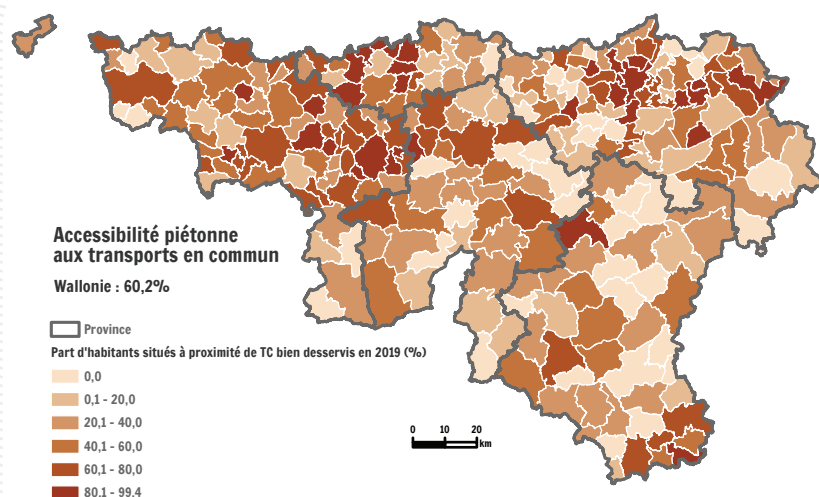 Accessibilité piétonne
aux transports en commun
Wallonie : 60,2%
Province
Part d'habitants situés à proximité de TC bien desservis en 2019 (%)
0,0
0,1 - 20,0
20,1 - 40,0
40,1 - 60,0
60,1 - 80,0
80,1 - 99.4
0 10 20
km